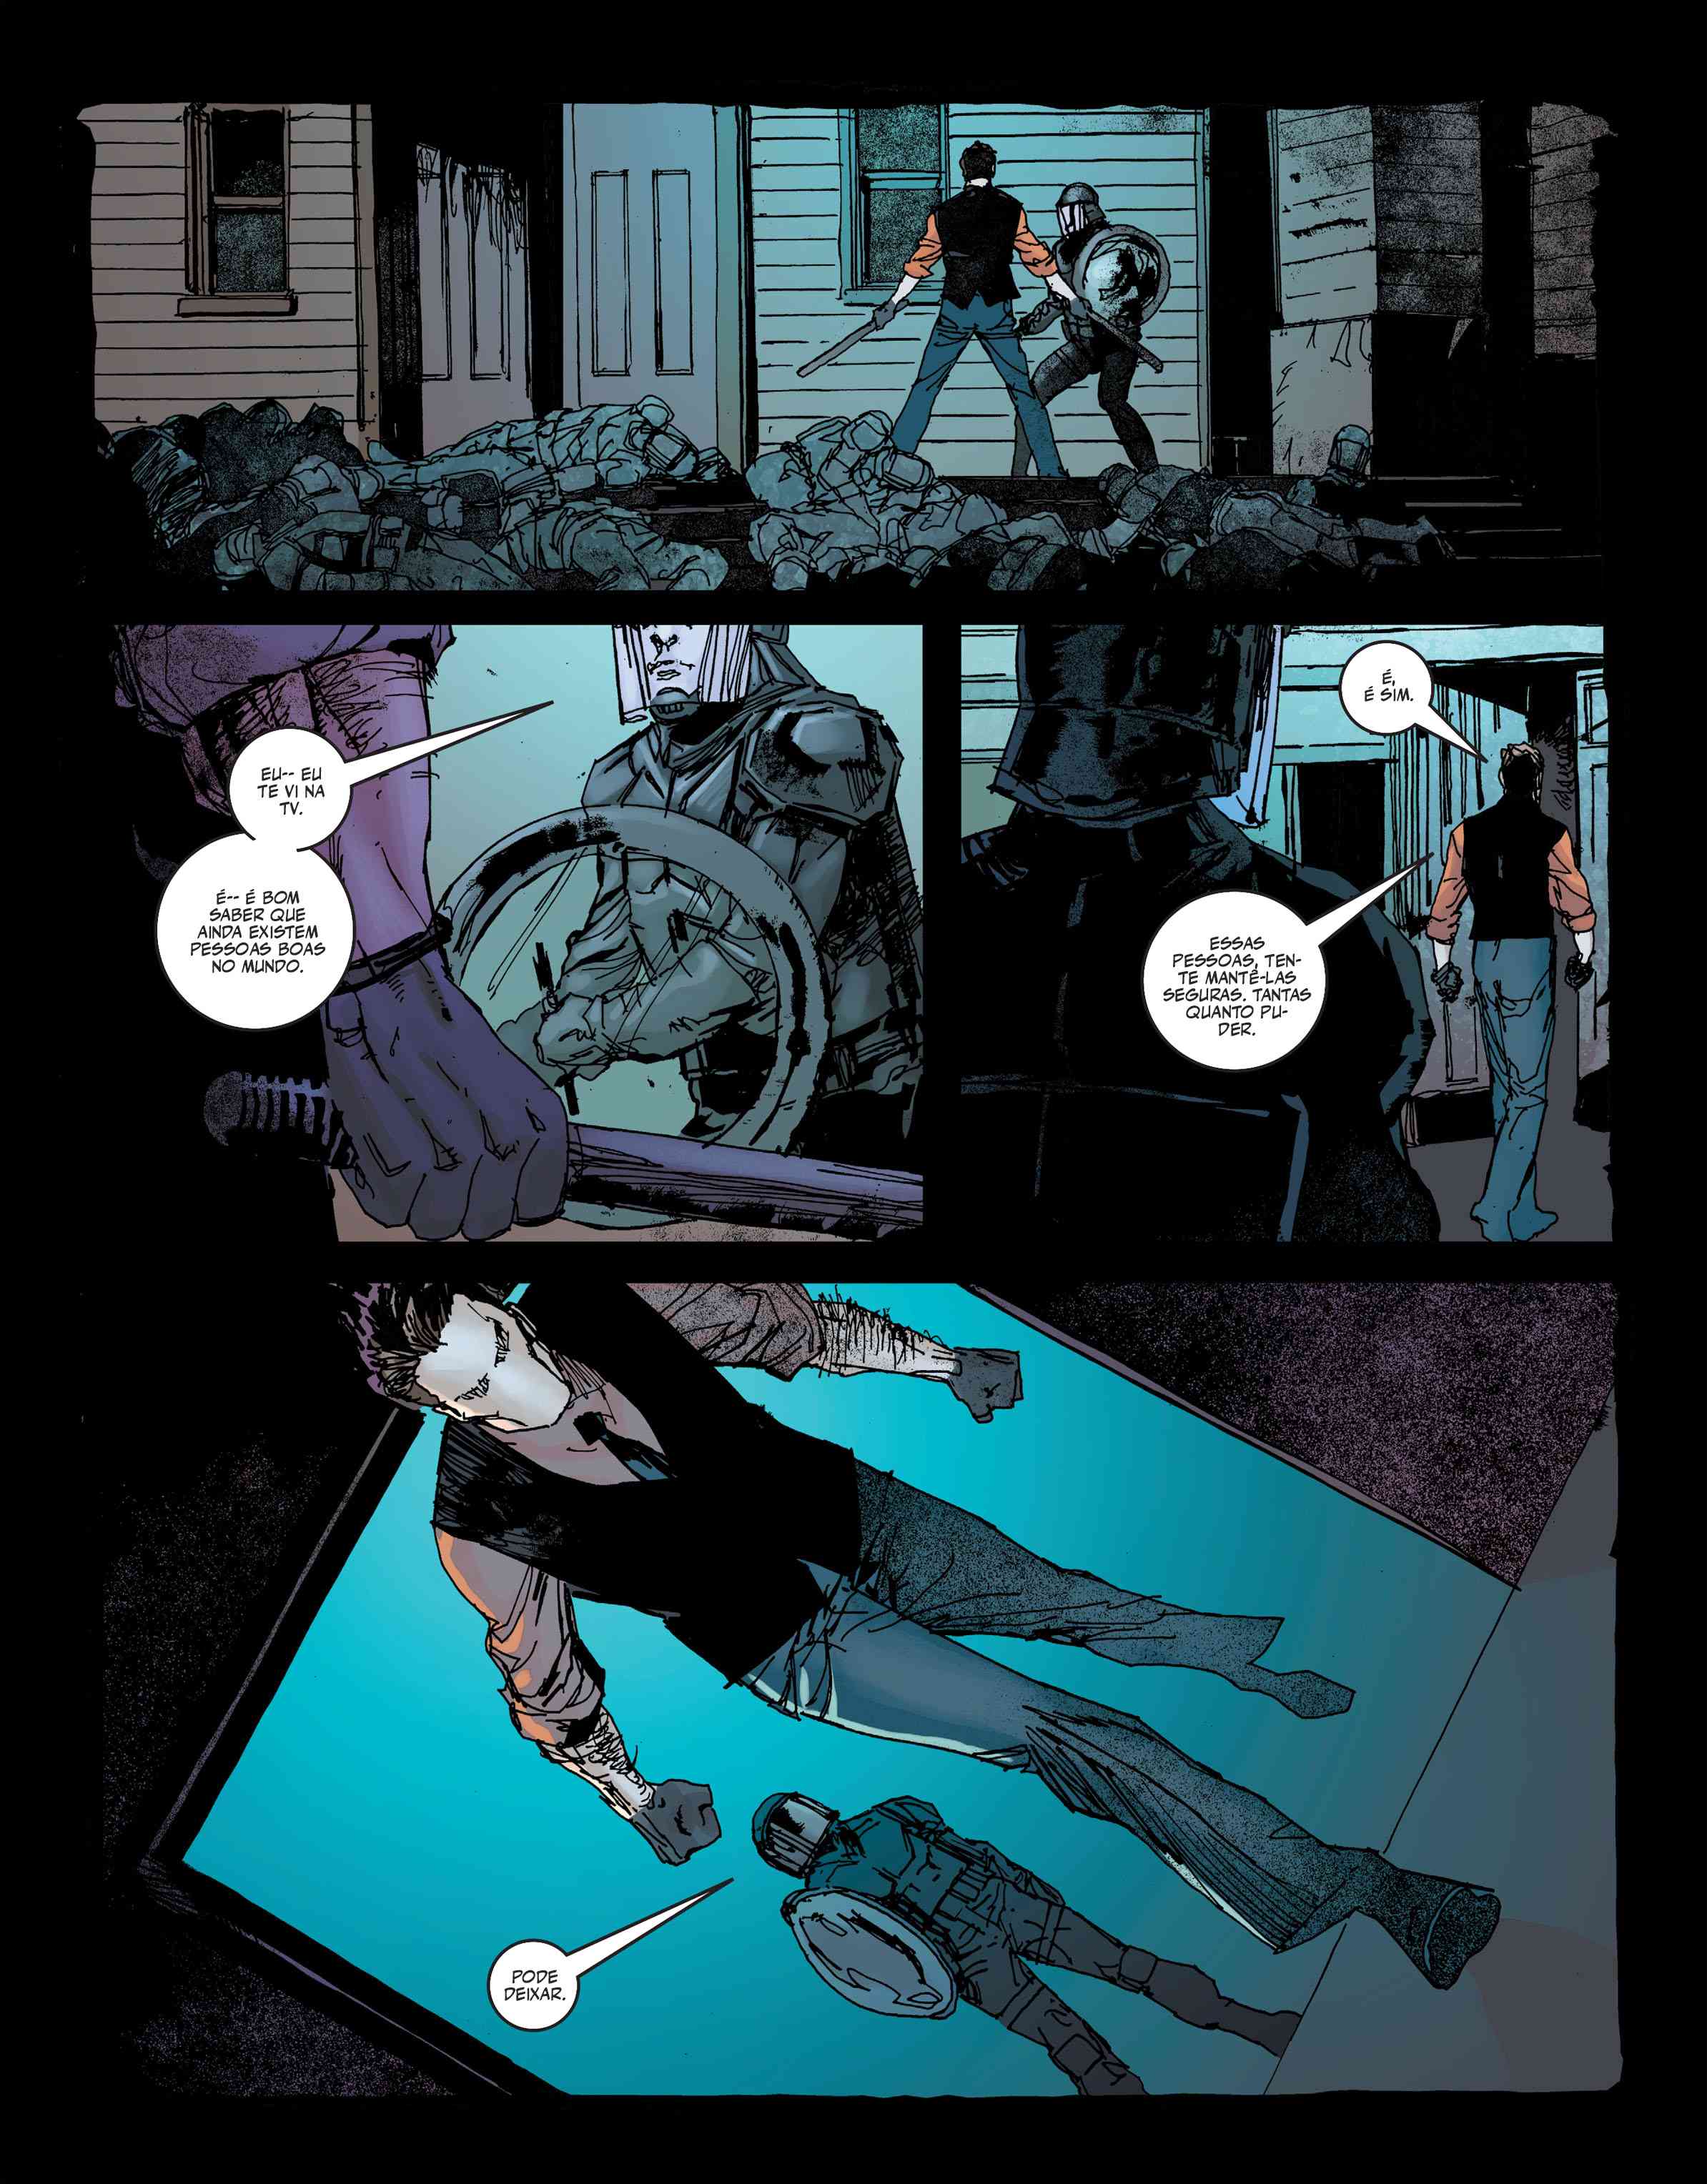 EU-- EU
TE VI NA
TV.
É-- É BOM
SABER QUE
AINDA EXISTEM
PESSOAS BOAS
NO MUNDO.
É,
É SIM.
ESSAS
PESSOAS, TEN-
TE MANTÊ-LAS
SEGURAS. TANTAS
QUANTO PU-
DER.
PODE
DEIXAR.